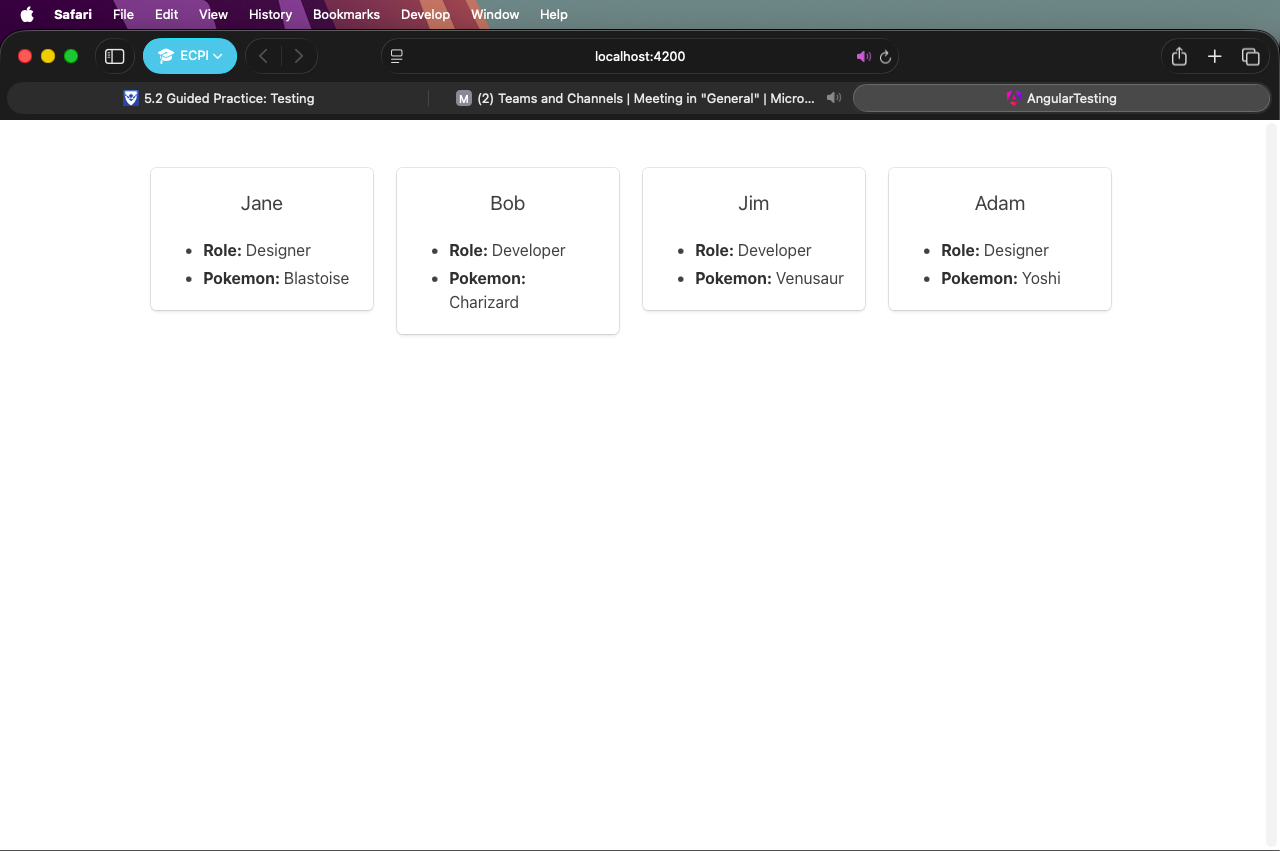 Safari File Edit View History Bookmarks Develop Window Help
ECPI localhost:4200
5.2 Guided Practice: Testing M (2) Teams and Channels | Meeting in "General" | Micro... AngularTesting
Jane
Role: Designer
Pokemon: Blastoise
Bob
Role: Developer
Pokemon:
Charizard
Jim
Role: Developer
Pokemon: Venusaur
Adam
Role: Designer
Pokemon: Yoshi